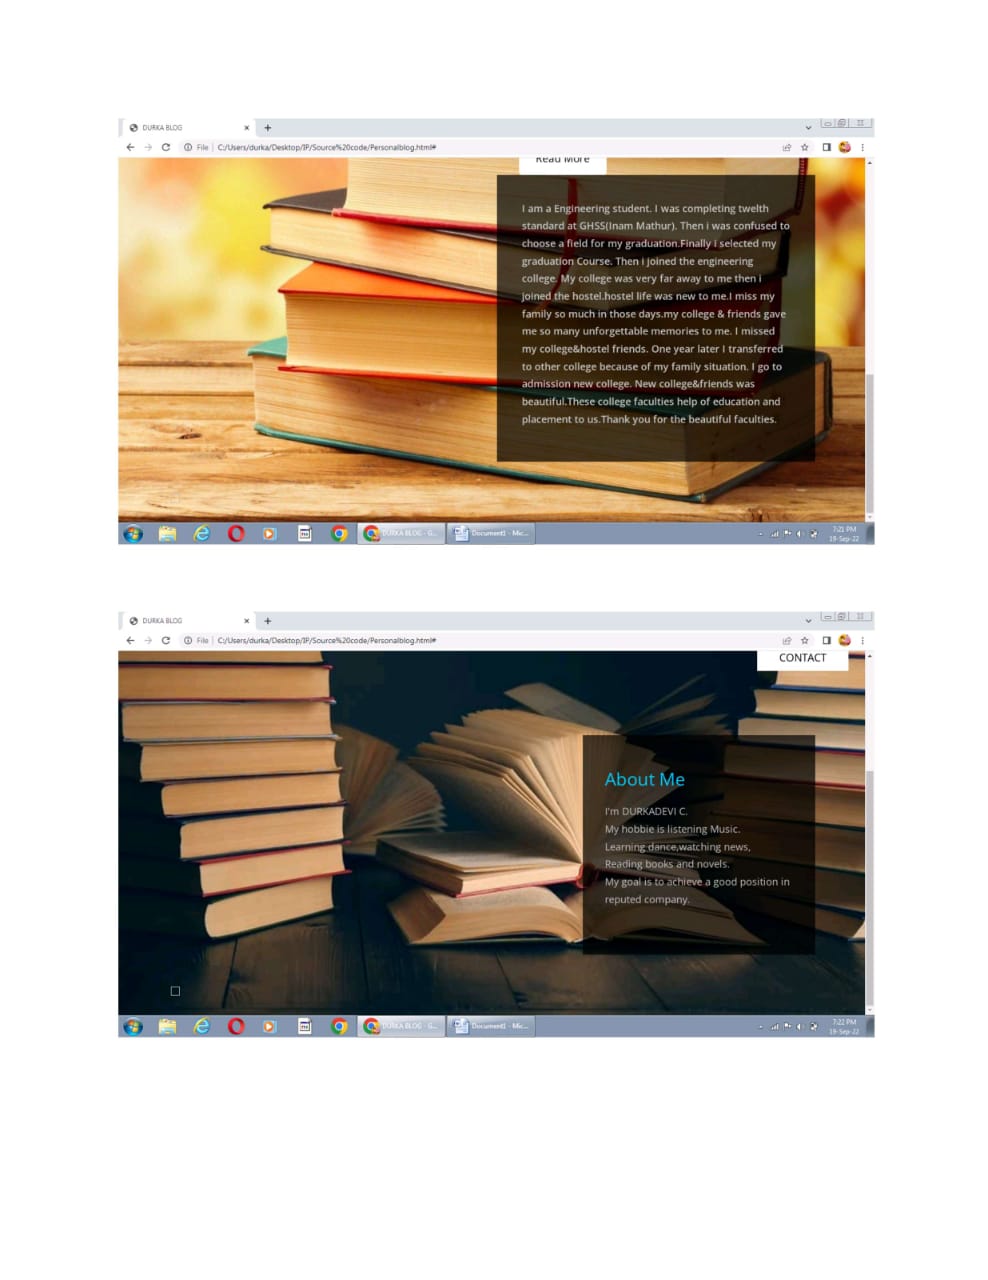 DURKA BLOG
File | C:/Users/durka/Desktop/IP/Source%20code/Personalblog.html#
Read More
I am a Engineering student. I was completing twelth
standard at GHSS(Inam Mathur). Then i was confused to
choose a field for my graduation.Finally i selected my
graduation Course. Then i joined the engineering
college. My college was very far away to me then i
joined the hostel.hostel life was new to me.I miss my
family so much in those days.my college & friends gave
me so many unforgettable memories to me. I missed
my college&hostel friends. One year later I transferred
to other college because of my family situation. I go to
admission new college. New college&friends was
beautiful.These college faculties help of education and
placement to us.Thank you for the beautiful faculties.
DURKA BLOG - G...
Document1 - Mic...
7:21 PM
19-Sep-22
DURKA BLOG
File | C:/Users/durka/Desktop/IP/Source%20code/Personalblog.html#
CONTACT
About Me
I'm DURKADEVI C.
My hobbie is listening Music.
Learning dance,watching news,
Reading books and novels.
My goal is to achieve a good position in
reputed company.
DURKA BLOG - G...
Document1 - Mic...
7:22 PM
19-Sep-22